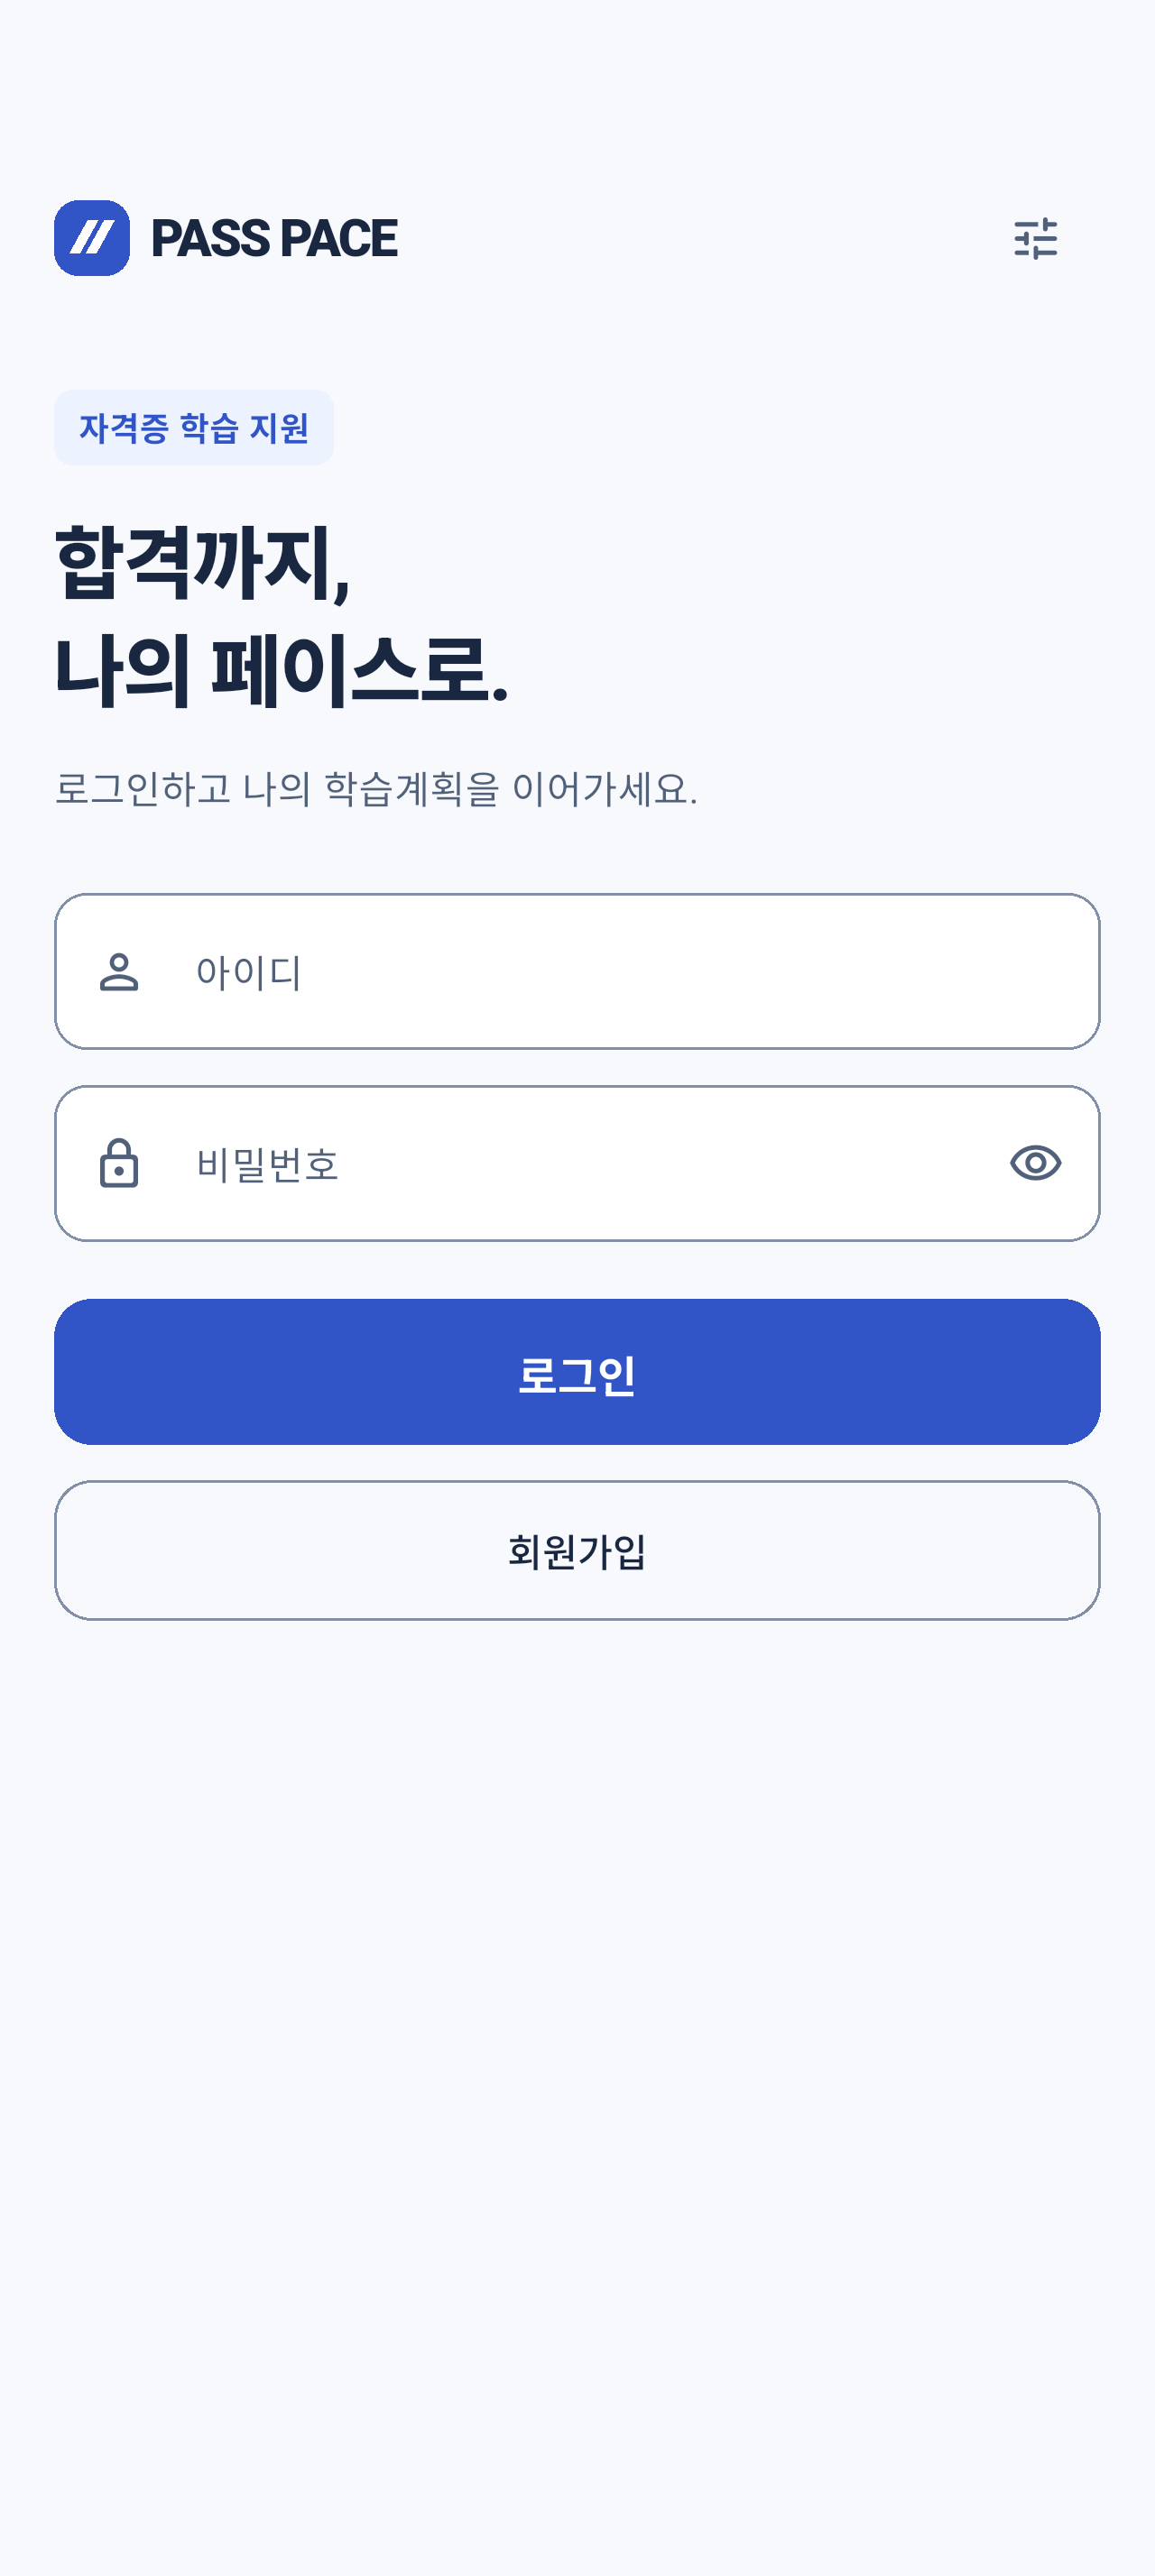 PASS PACE
자격증 학습 지원
합격까지,
나의 페이스로.
로그인하고 나의 학습계획을 이어가세요.
아이디
비밀번호
로그인
회원가입